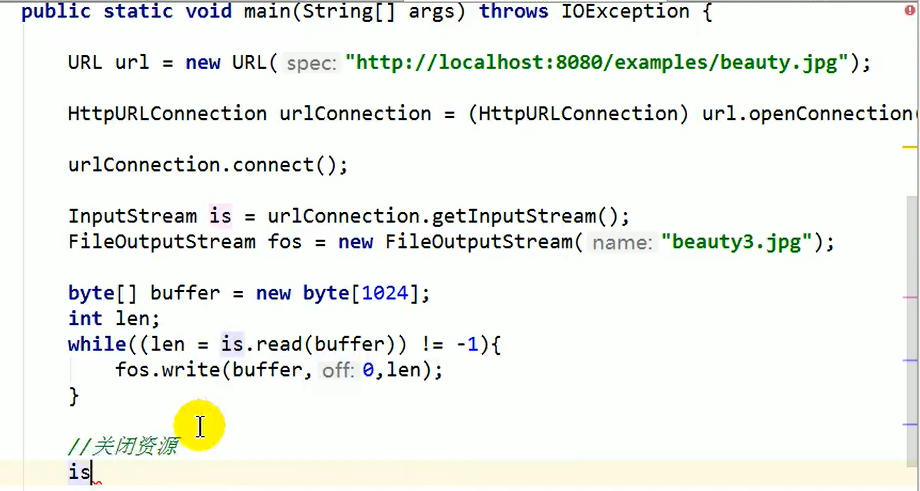 public static void main(String[] args) throws IOException {
URL url = new URL( spec: "http://localhost:8080/examples/beauty.jpg");
HttpURLConnection urlConnection = (HttpURLConnection) url.openConnection(
urlConnection.connect();
InputStream is = urlConnection.getInputStream();
FileOutputStream fos = new FileOutputStream( name: "beauty3.jpg");
byte[] buffer = new byte[1024];
int len;
while((len = is.read(buffer)) != -1){
fos.write(buffer, off: 0,len);
}
//关闭资源
is